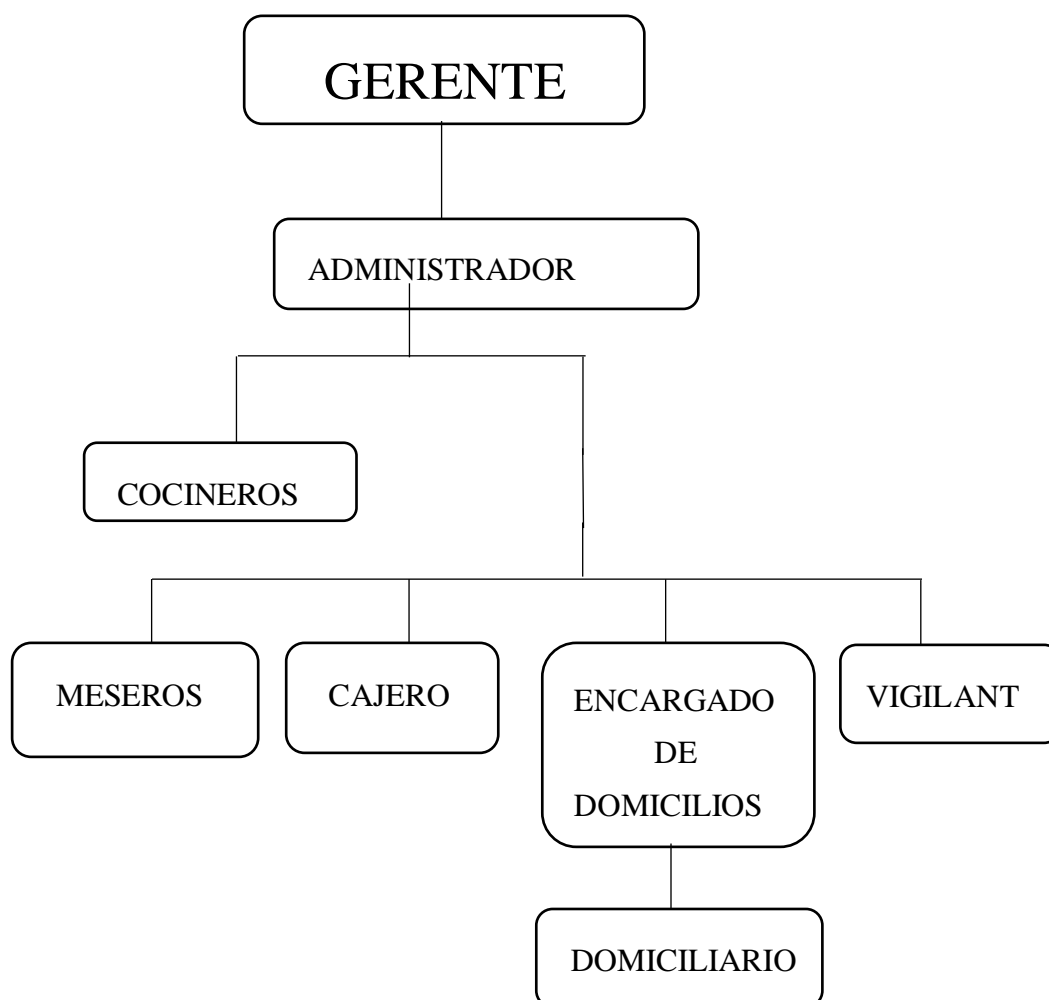 GERENTE
ADMINISTRADOR
COCINEROS
MESEROS
CAJERO
ENCARGADO
DE
DOMICILIOS
VIGILANT
DOMICILIARIO